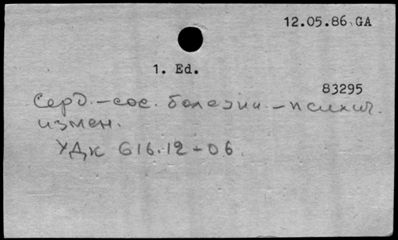 12.05.86 GA
1. Ed.
83295
Серд.-сос. болезни - психич.
измен.
УДК 616.12+06.